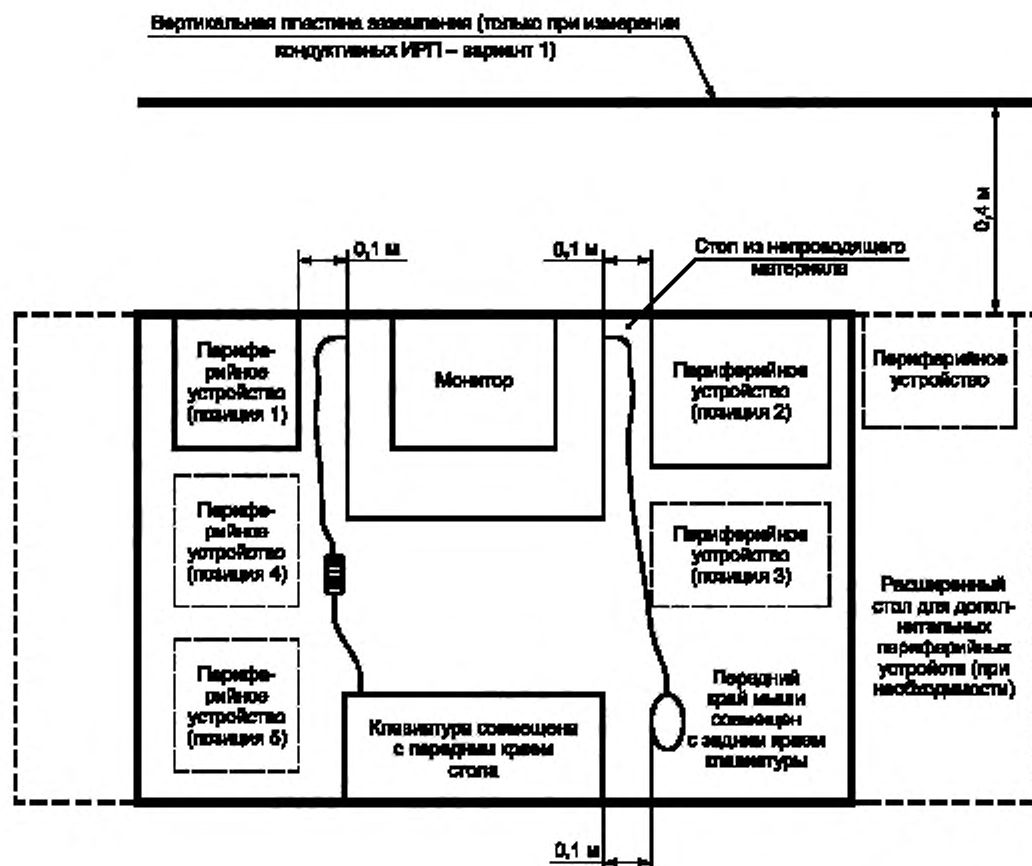 Вертикальная пластина заземления (только при измерении
кондуктивных ИРП – вариант 1)
0,4 м
0,1 м
0,1 м
Стол из непроводящего
материала
Перифе-
рийное
устройство
(позиция 1)
Монитор
Периферийное
устройство
(позиция 2)
Периферийное
устройство
Перифе-
рийное
устройство
(позиция 4)
Периферийное
устройство
(позиция 3)
Расширенный
стол для допол-
нительных
периферийных
устройств (при
необходимости)
Перифе-
рийное
устройство
(позиция 5)
Клавиатура совмещена
с передним краем
стола
Передний
край мыши
совмещен
с задним краем
клавиатуры
0,1 м